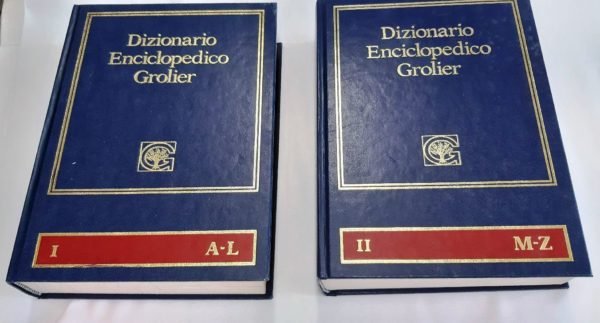 Dizionario
Enciclopedico
Grolier
G
I A-L
Dizionario
Enciclopedico
Grolier
G
II M-Z